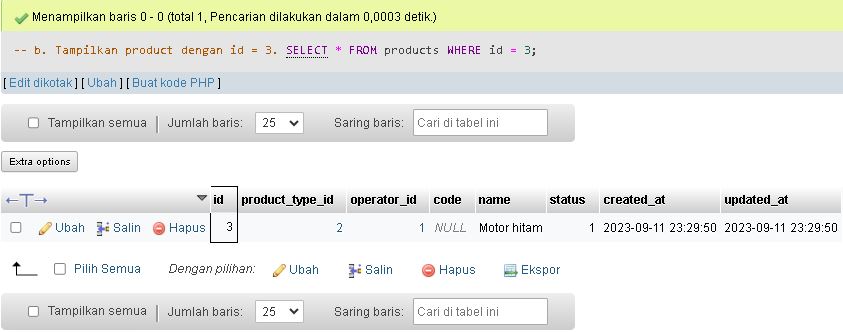 Menampilkan baris 0 - 0 (total 1, Pencarian dilakukan dalam 0,0003 detik.)
-- b. Tampilkan product dengan id = 3. SELECT * FROM products WHERE id = 3;
[ Edit dikotak ] [ Ubah ] [ Buat kode PHP ]
Tampilkan semua | Jumlah baris: 25 Saring baris: Cari di tabel ini
Extra options
←T→ id product_type_id operator_id code name status created_at updated_at
Ubah Salin Hapus 3 2 1 NULL Motor hitam 1 2023-09-11 23:29:50 2023-09-11 23:29:50
Pilih Semua Dengan pilihan: Ubah Salin Hapus Ekspor
Tampilkan semua | Jumlah baris: 25 Saring baris: Cari di tabel ini